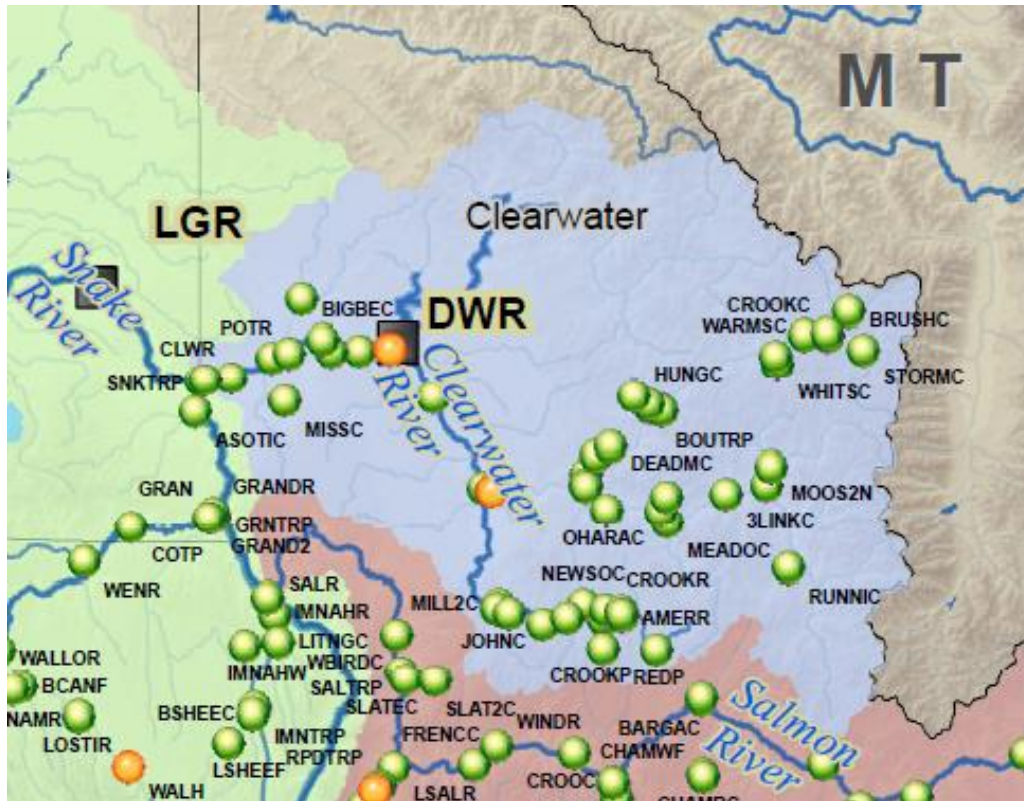 M T
LGR
Clearwater
Snake
River
DWR
BIGBEC
POTR
CLWR
SNKTRP
CROOKC
BRUSHC
WARMSC
STORMC
WHITSC
HUNGC
Clearwater
River
MISSC
ASOTIC
BOUTRP
DEADMC
MOOS2N
3LINKC
GRAN
GRANDR
GRNTRP
GRAND2
COTP
WENR
OHARAC
MEADOC
NEWSOC
CROOKR
RUNNIC
SALR
IMNAHR
MILL2C
AMERR
JOHNC
LITNGC
WALLOR
IMNAHW
WBIRDC
CROOKP
REDP
BCANF
SALTRP
SLATEC
SLAT2C
NAMR
BSHEEC
WINDR
BARGAC
Salmon
River
LOSTIR
IMNTRP
FRENCC
CHAMWF
LSHEEF
RPDTRP
CROOC
WALH
LSALR